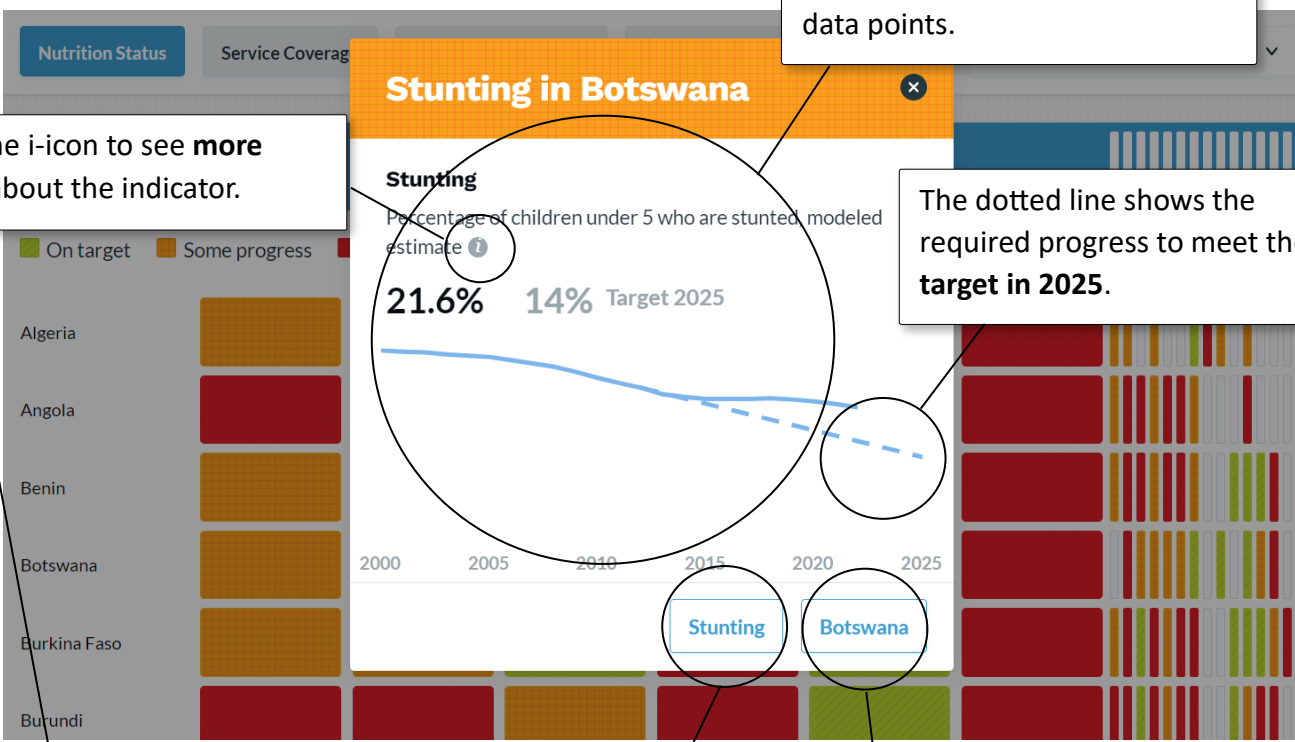 data points.
Nutrition Status
Service Coverag
Stunting in Botswana
i-icon to see more
about the indicator.
Stunting
Percentage of children under 5 who are stunted, modeled
estimate i
The dotted line shows the
required progress to meet the
target in 2025.
On target
Some progress
21.6%
14% Target 2025
Algeria
Angola
Benin
Botswana
Burkina Faso
Burundi
2000 2005 2010 2015 2020 2025
Stunting
Botswana